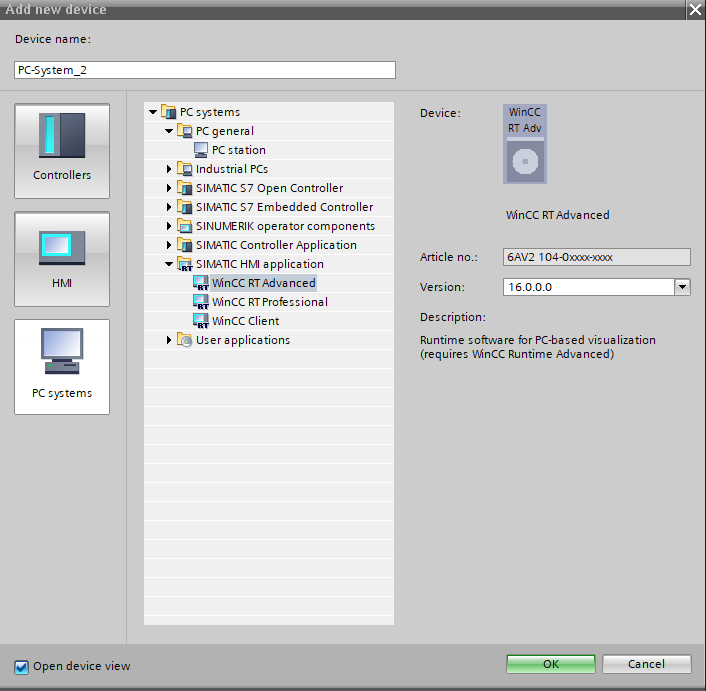 Add new device
Device name:
PC-System_2
Controllers
HMI
PC systems
PC systems
PC general
PC station
Industrial PCs
SIMATIC S7 Open Controller
SIMATIC S7 Embedded Controller
SINUMERIK operator components
SIMATIC Controller Application
SIMATIC HMI application
RT
WinCC RT Advanced
RT
WinCC RT Professional
RT
WinCC Client
RT
User applications
Device:
WinCC
RT Adv
WinCC RT Advanced
Article no.:
6AV2 104-0xxxx-xxxx
Version:
16.0.0.0
Description:
Runtime software for PC-based visualization
(requires WinCC Runtime Advanced)
Open device view
OK
Cancel